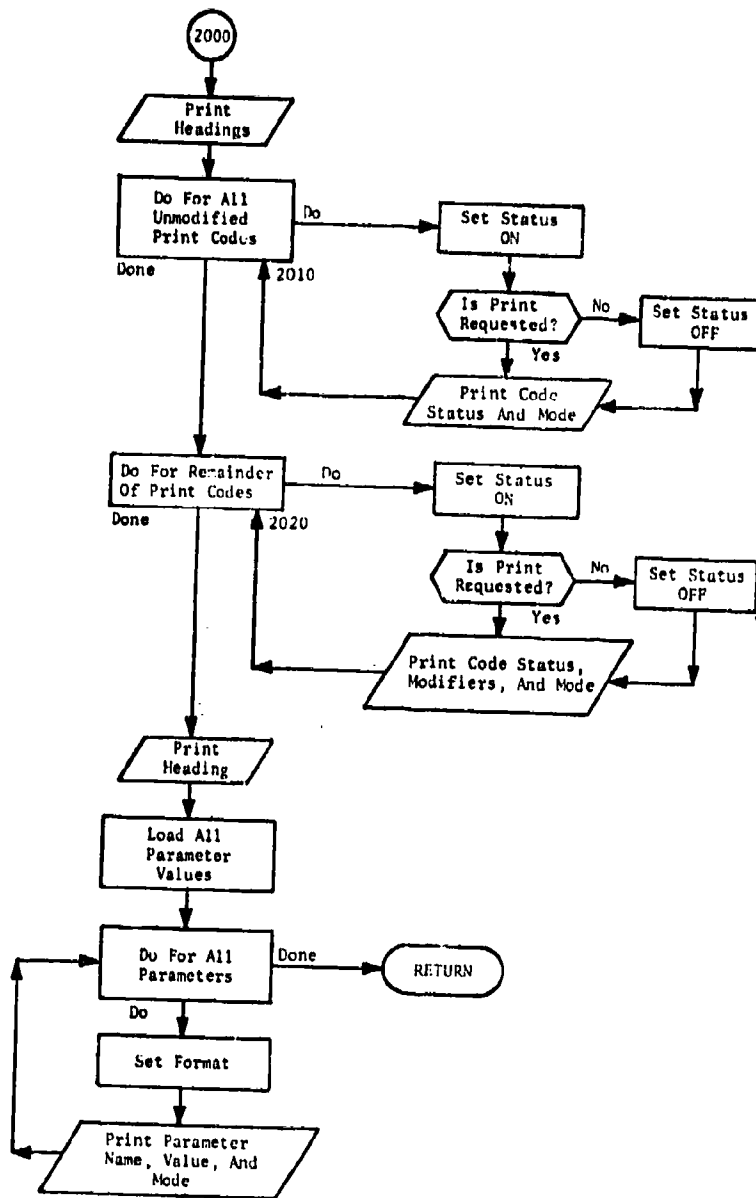 2000
Print
Headings
Do For All
Unmodified
Print Codes
Do
Set Status
ON
Done
2010
Is Print
Requested?
No
Set Status
OFF
Yes
Print Code
Status And Mode
Do For Remainder
Of Print Codes
Do
Set Status
ON
Done
2020
Is Print
Requested?
No
Set Status
OFF
Yes
Print Code Status,
Modifiers, And Mode
Print
Heading
Load All
Parameter
Values
Do For All
Parameters
Done
RETURN
Do
Set Format
Print Parameter
Name, Value, And
Mode